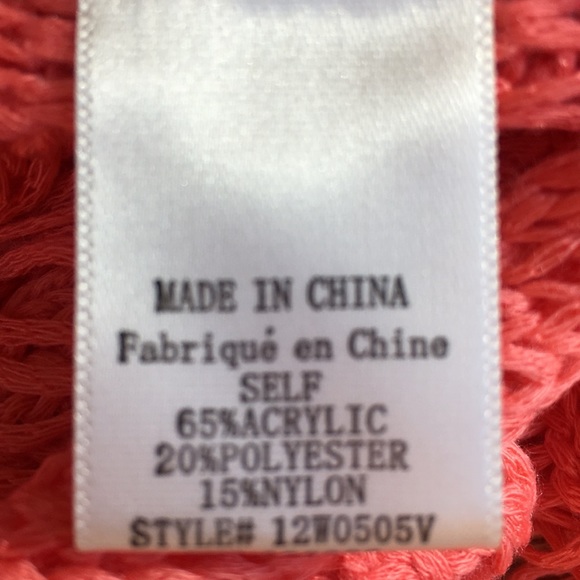 MADE IN CHINA
Fabriqué en Chine
SELF
65%ACRYLIC
20%POLYESTER
15%NYLON
STYLE# 12W0505V